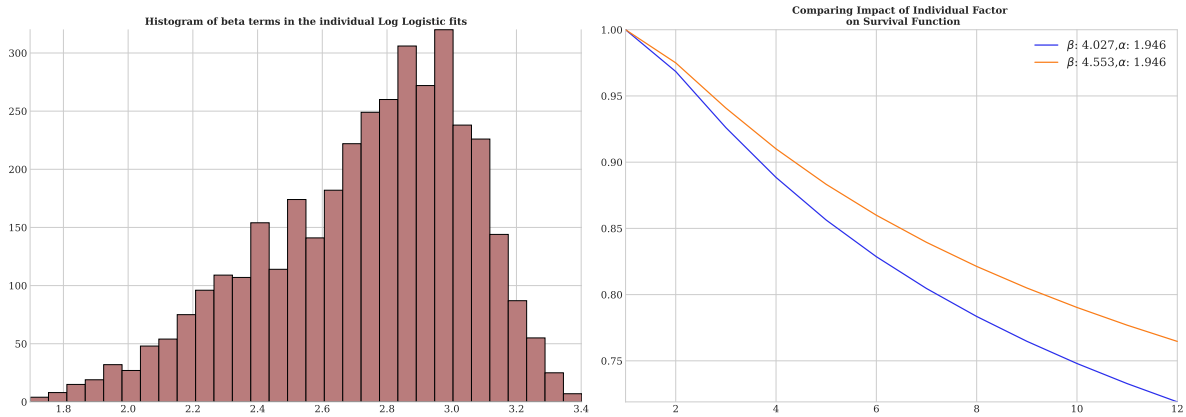 Histogram of beta terms in the individual Log Logistic fits
300
250
200
150
100
50
0
1.8 2.0 2.2 2.4 2.6 2.8 3.0 3.2 3.4
Comparing Impact of Individual Factor
on Survival Function
β: 4.027,α: 1.946
β: 4.553,α: 1.946
1.00
0.95
0.90
0.85
0.80
0.75
2 4 6 8 10 12